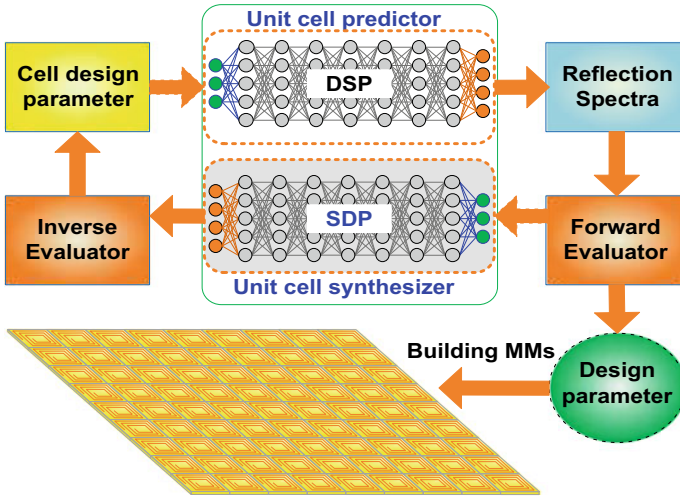 Unit cell predictor
Cell design
parameter
DSP
Reflection
Spectra
Inverse
Evaluator
SDP
Forward
Evaluator
Unit cell synthesizer
Building MMs
Design
parameter